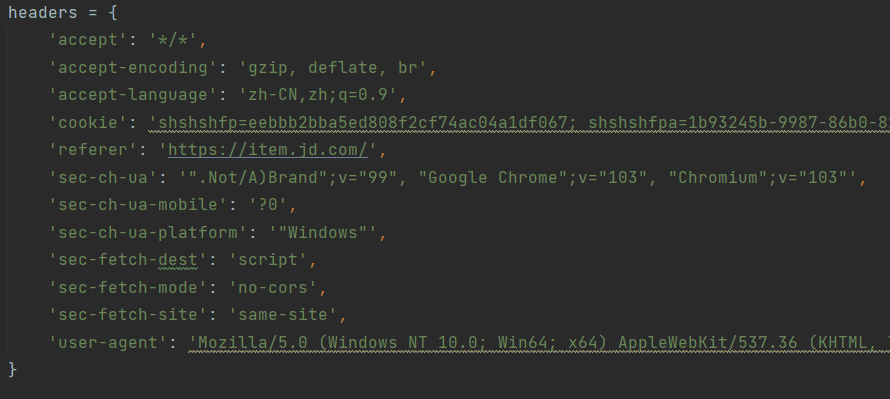 headers = {
'accept': '*/*',
'accept-encoding': 'gzip, deflate, br',
'accept-language': 'zh-CN,zh;q=0.9',
'cookie': 'shshshfp=eebbb2bba5ed808f2cf74ac04a1df067; shshshfpa=1b93245b-9987-86b0-8
'referer': 'https://item.jd.com/',
'sec-ch-ua': '".Not/A)Brand";v="99", "Google Chrome";v="103", "Chromium";v="103"',
'sec-ch-ua-mobile': '?0',
'sec-ch-ua-platform': '"Windows"',
'sec-fetch-dest': 'script',
'sec-fetch-mode': 'no-cors',
'sec-fetch-site': 'same-site',
'user-agent': 'Mozilla/5.0 (Windows NT 10.0; Win64; x64) AppleWebKit/537.36 (KHTML,
}